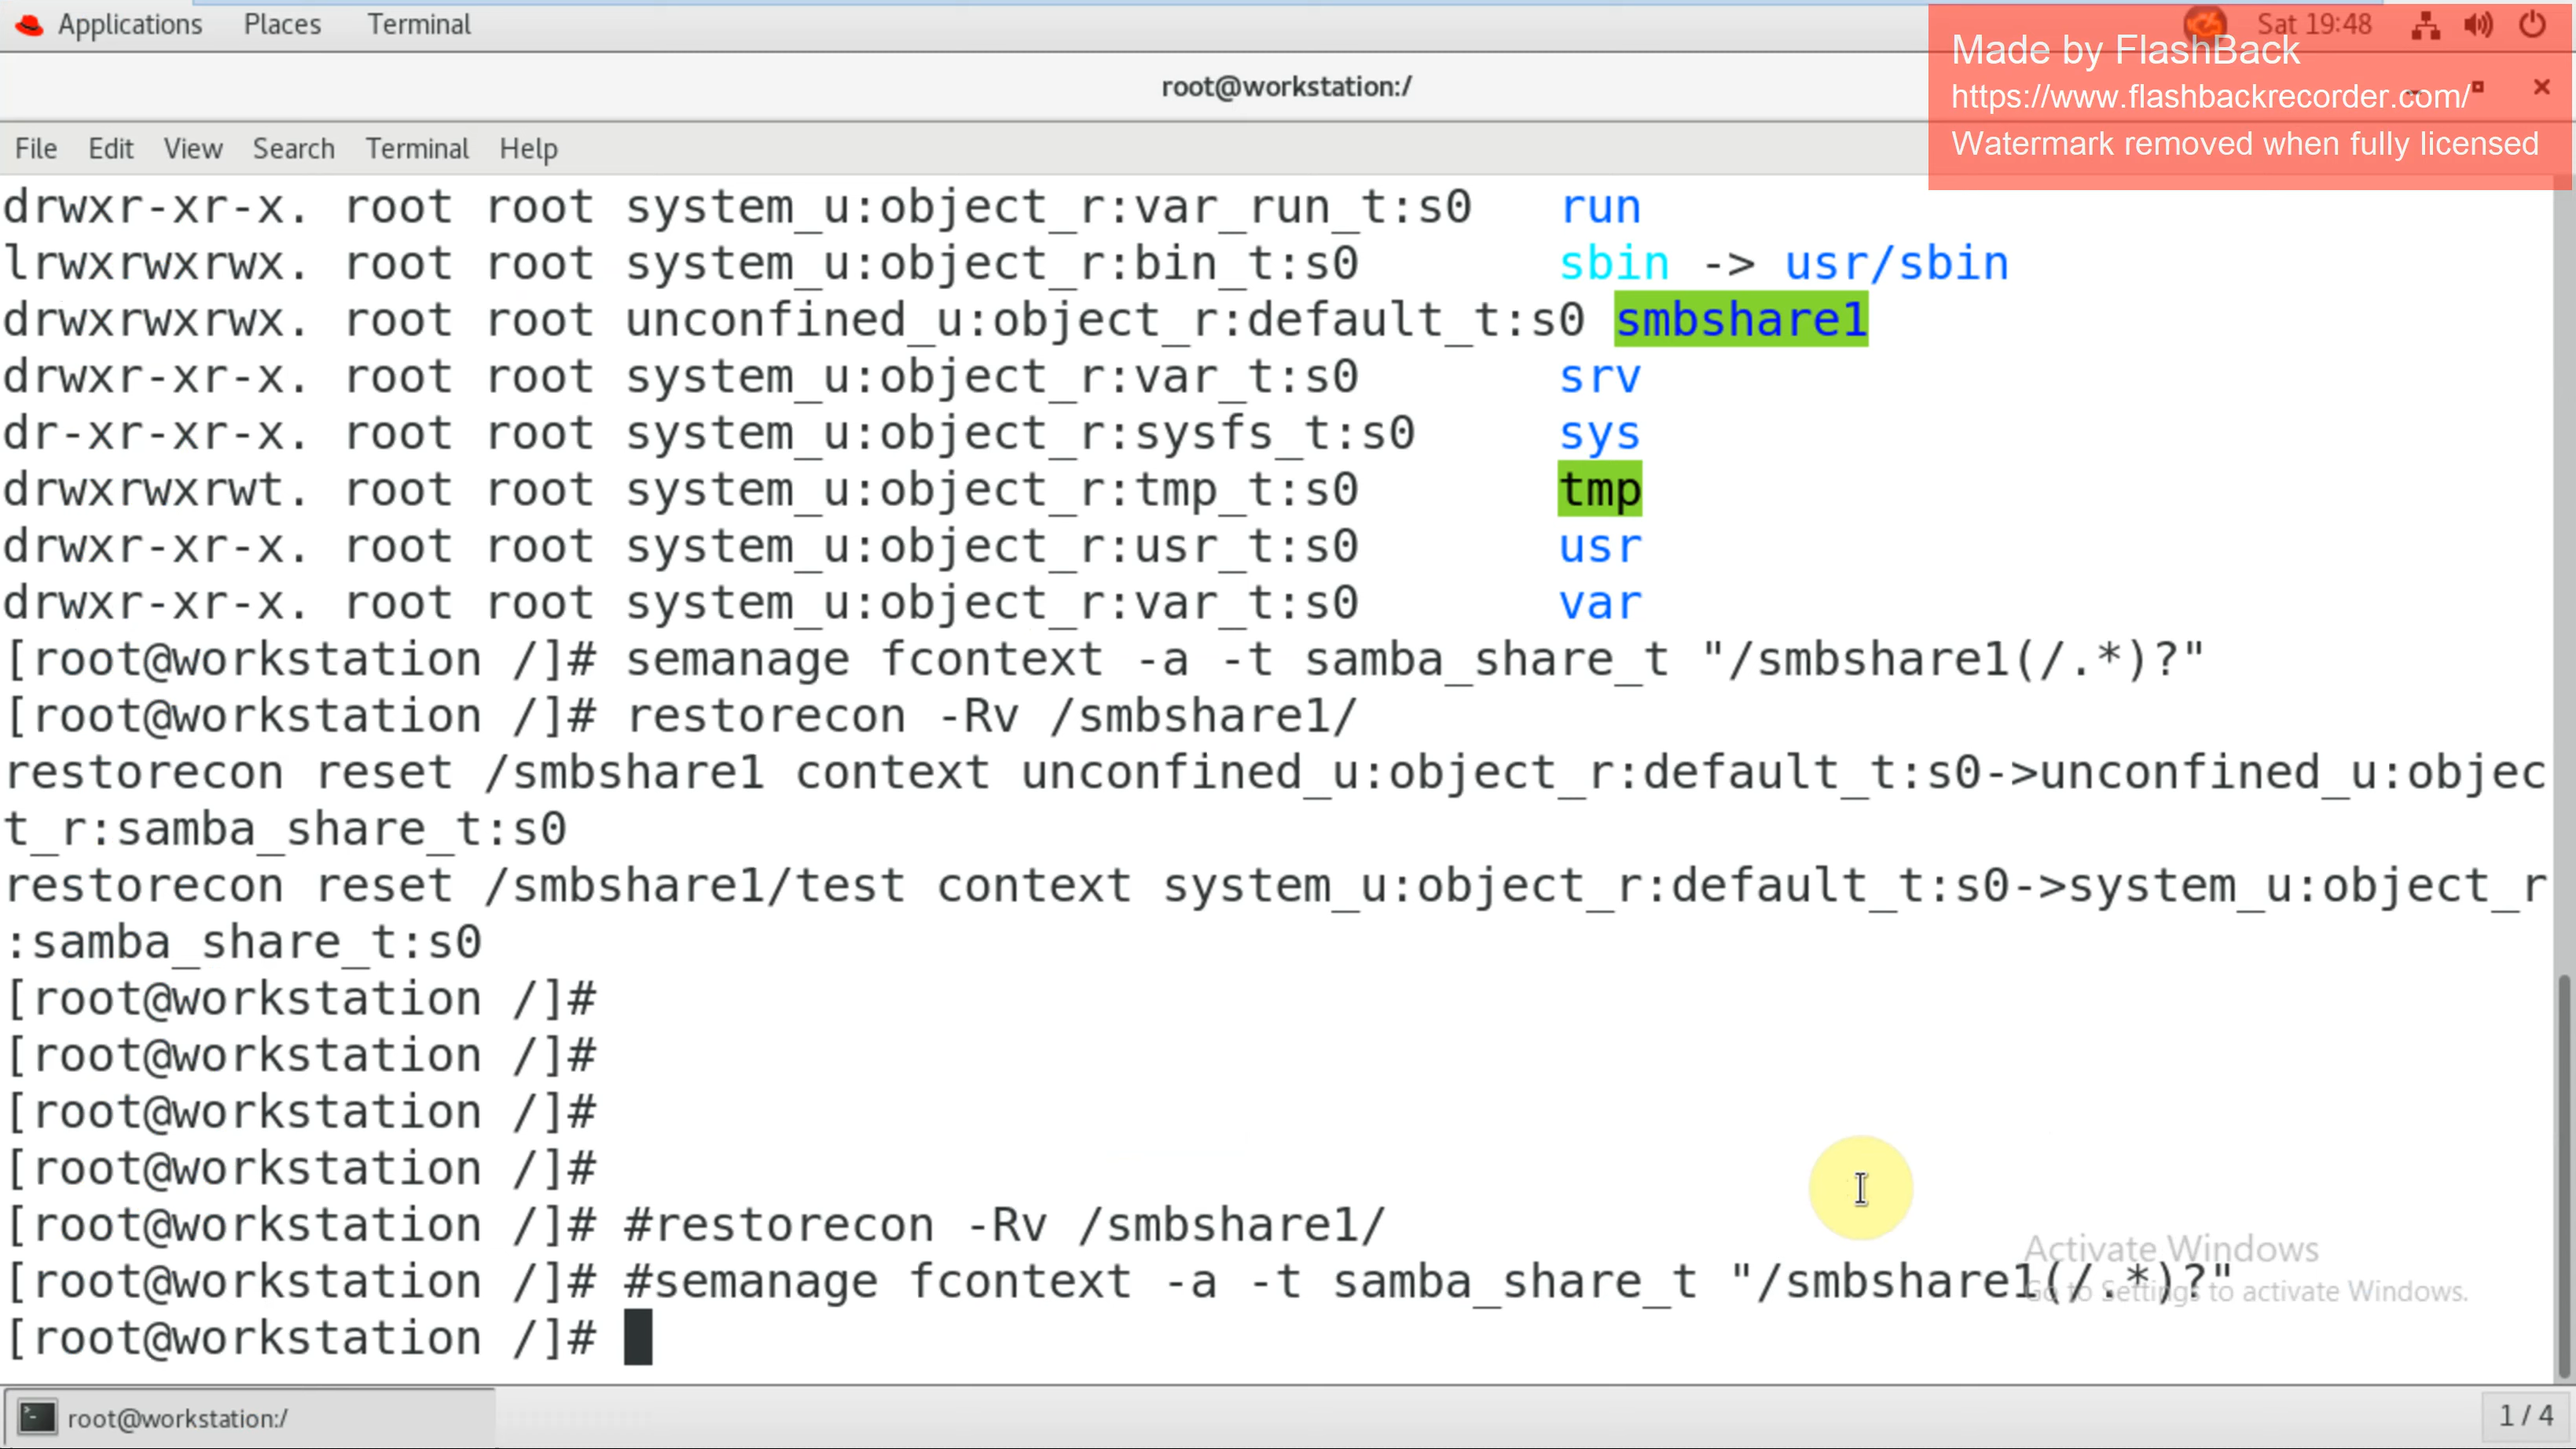 Applications Places Terminal Sat 19:48
Made by FlashBack
https://www.flashbackrecorder.com/
Watermark removed when fully licensed
root@workstation:/
File Edit View Search Terminal Help
drwxr-xr-x. root root system_u:object_r:var_run_t:s0 run
lrwxrwxrwx. root root system_u:object_r:bin_t:s0 sbin -> usr/sbin
drwxrwxrwx. root root unconfined_u:object_r:default_t:s0 smbshare1
drwxr-xr-x. root root system_u:object_r:var_t:s0 srv
dr-xr-xr-x. root root system_u:object_r:sysfs_t:s0 sys
drwxrwxrwt. root root system_u:object_r:tmp_t:s0 tmp
drwxr-xr-x. root root system_u:object_r:usr_t:s0 usr
drwxr-xr-x. root root system_u:object_r:var_t:s0 var
[root@workstation /]# semanage fcontext -a -t samba_share_t "/smbshare1(/.*)?"
[root@workstation /]# restorecon -Rv /smbshare1/
restorecon reset /smbshare1 context unconfined_u:object_r:default_t:s0->unconfined_u:objec
t_r:samba_share_t:s0
restorecon reset /smbshare1/test context system_u:object_r:default_t:s0->system_u:object_r
:samba_share_t:s0
[root@workstation /]#
[root@workstation /]#
[root@workstation /]#
[root@workstation /]#
[root@workstation /]# #restorecon -Rv /smbshare1/
[root@workstation /]# #semanage fcontext -a -t samba_share_t "/smbshare1(/.*)?"
[root@workstation /]#
Activate Windows
Go to Settings to activate Windows.
root@workstation:/
1 / 4